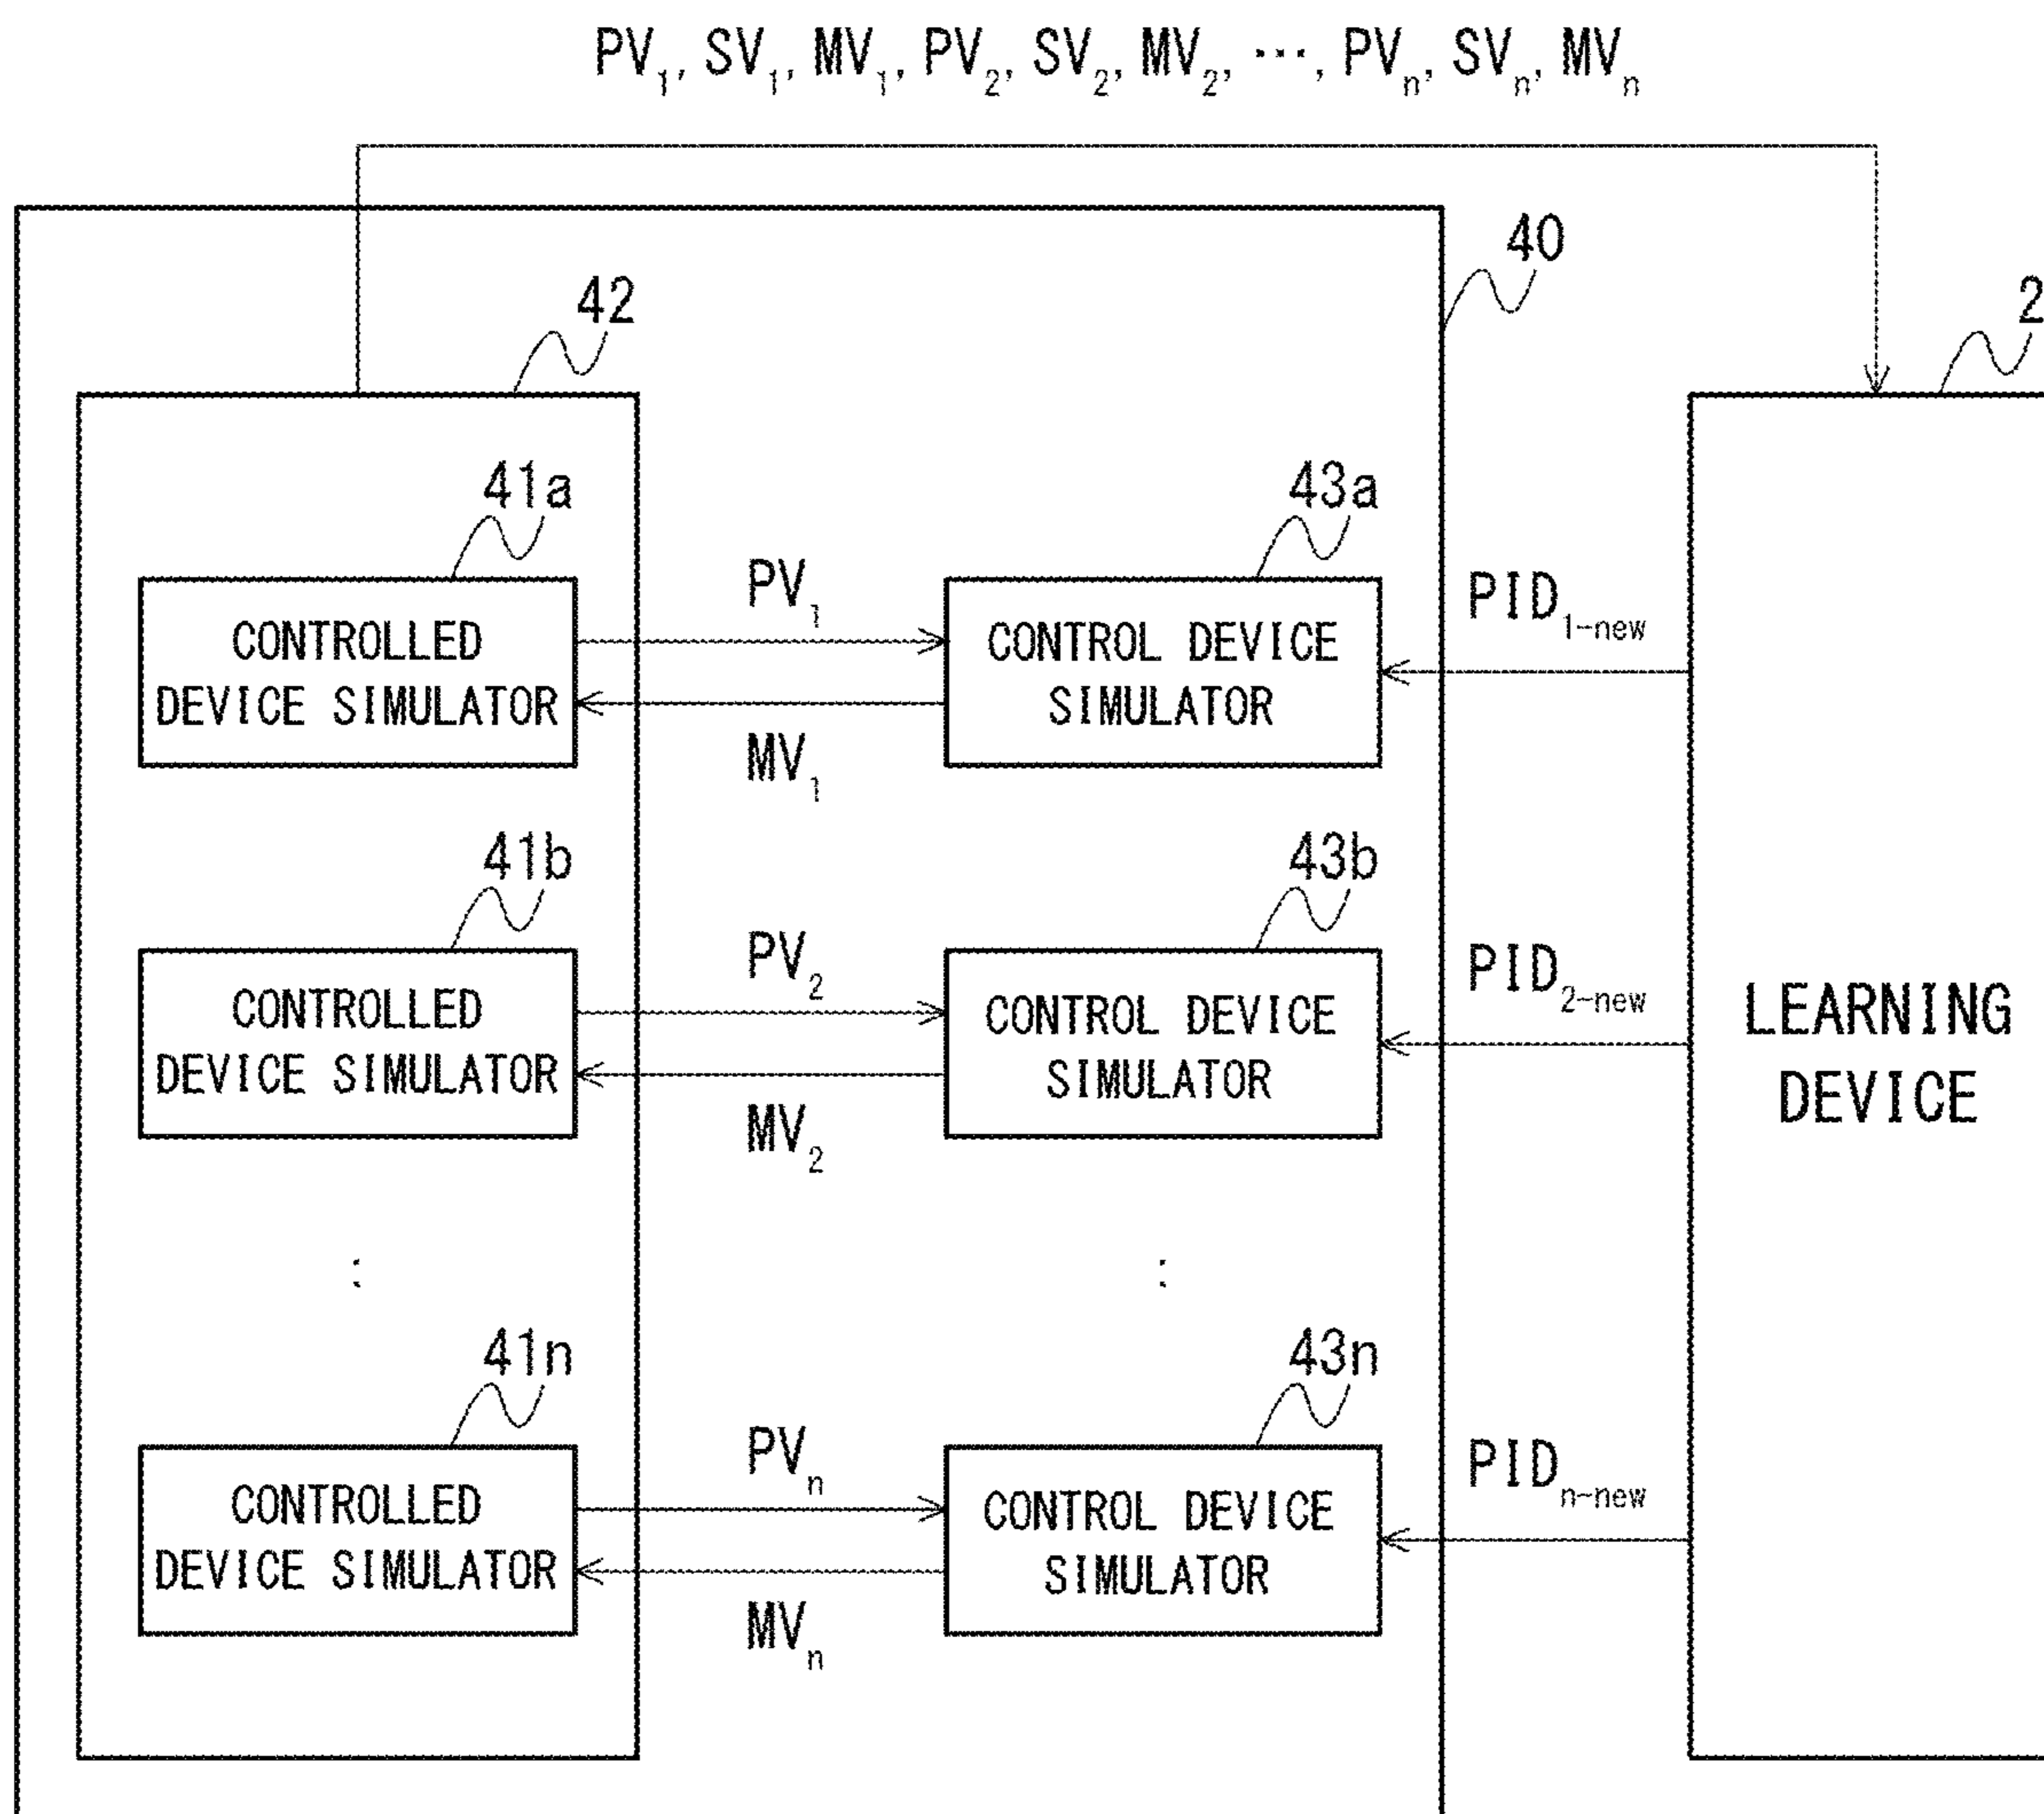 PV₁, SV₁, MV₁, PV₂, SV₂, MV₂, ···, PVₙ, SVₙ, MVₙ
40
42
2
41a
43a
CONTROLLED
DEVICE SIMULATOR
PV₁
MV₁
CONTROL DEVICE
SIMULATOR
PID₁₋new
41b
43b
CONTROLLED
DEVICE SIMULATOR
PV₂
MV₂
CONTROL DEVICE
SIMULATOR
PID₂₋new
LEARNING
DEVICE
:
:
41n
43n
CONTROLLED
DEVICE SIMULATOR
PVₙ
MVₙ
CONTROL DEVICE
SIMULATOR
PIDₙ₋new